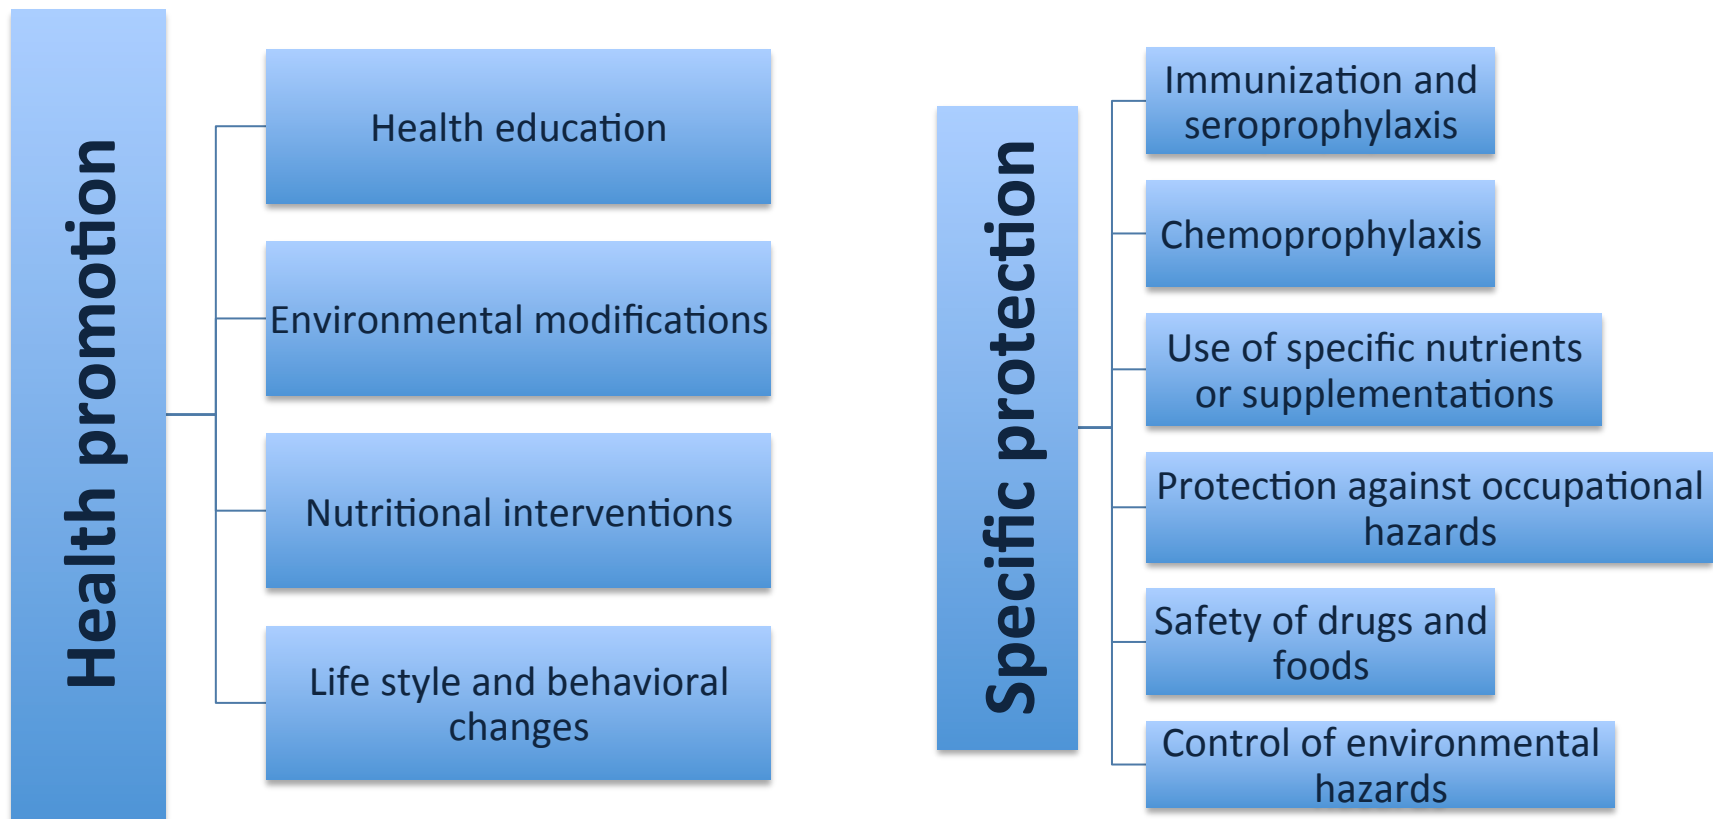 Health promotion
Health education
Environmental modifications
Nutritional interventions
Life style and behavioral
changes
Specific protection
Immunization and
seroprophylaxis
Chemoprophylaxis
Use of specific nutrients
or supplementations
Protection against occupational
hazards
Safety of drugs and
foods
Control of environmental
hazards